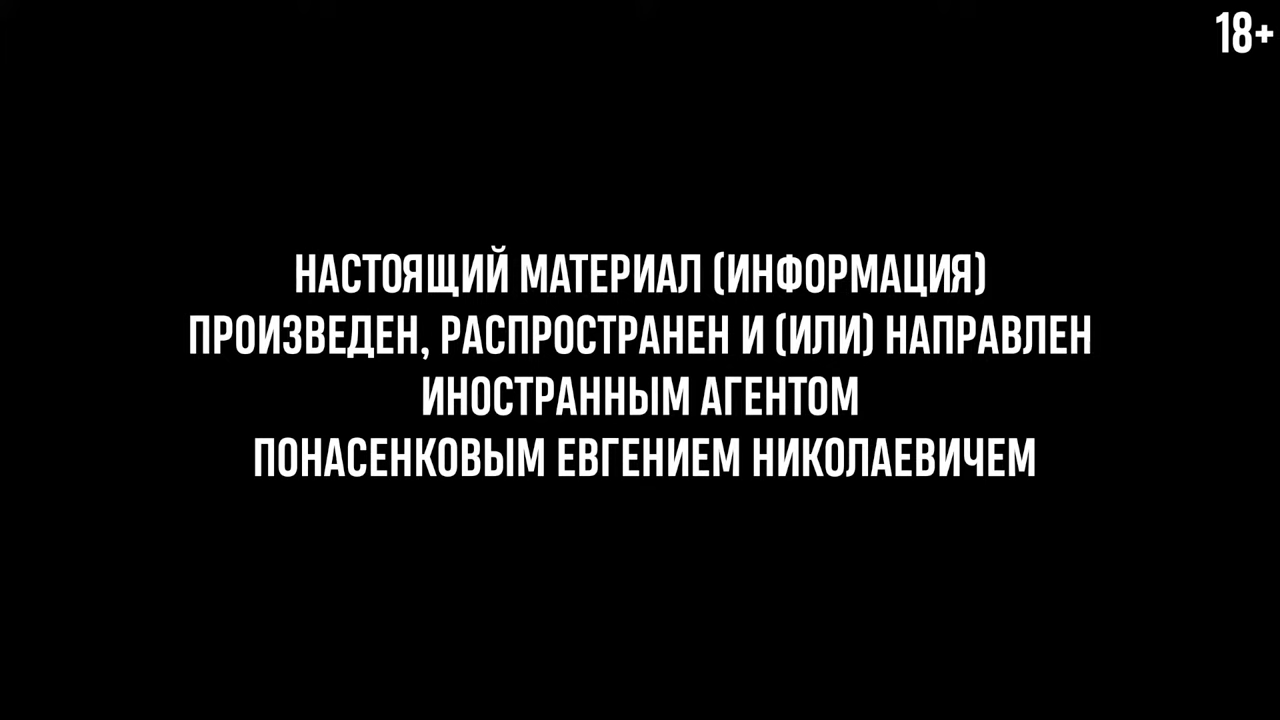 18+
НАСТОЯЩИЙ МАТЕРИАЛ (ИНФОРМАЦИЯ)
ПРОИЗВЕДЕН, РАСПРОСТРАНЕН И (ИЛИ) НАПРАВЛЕН
ИНОСТРАННЫМ АГЕНТОМ
ПОНАСЕНКОВЫМ ЕВГЕНИЕМ НИКОЛАЕВИЧЕМ